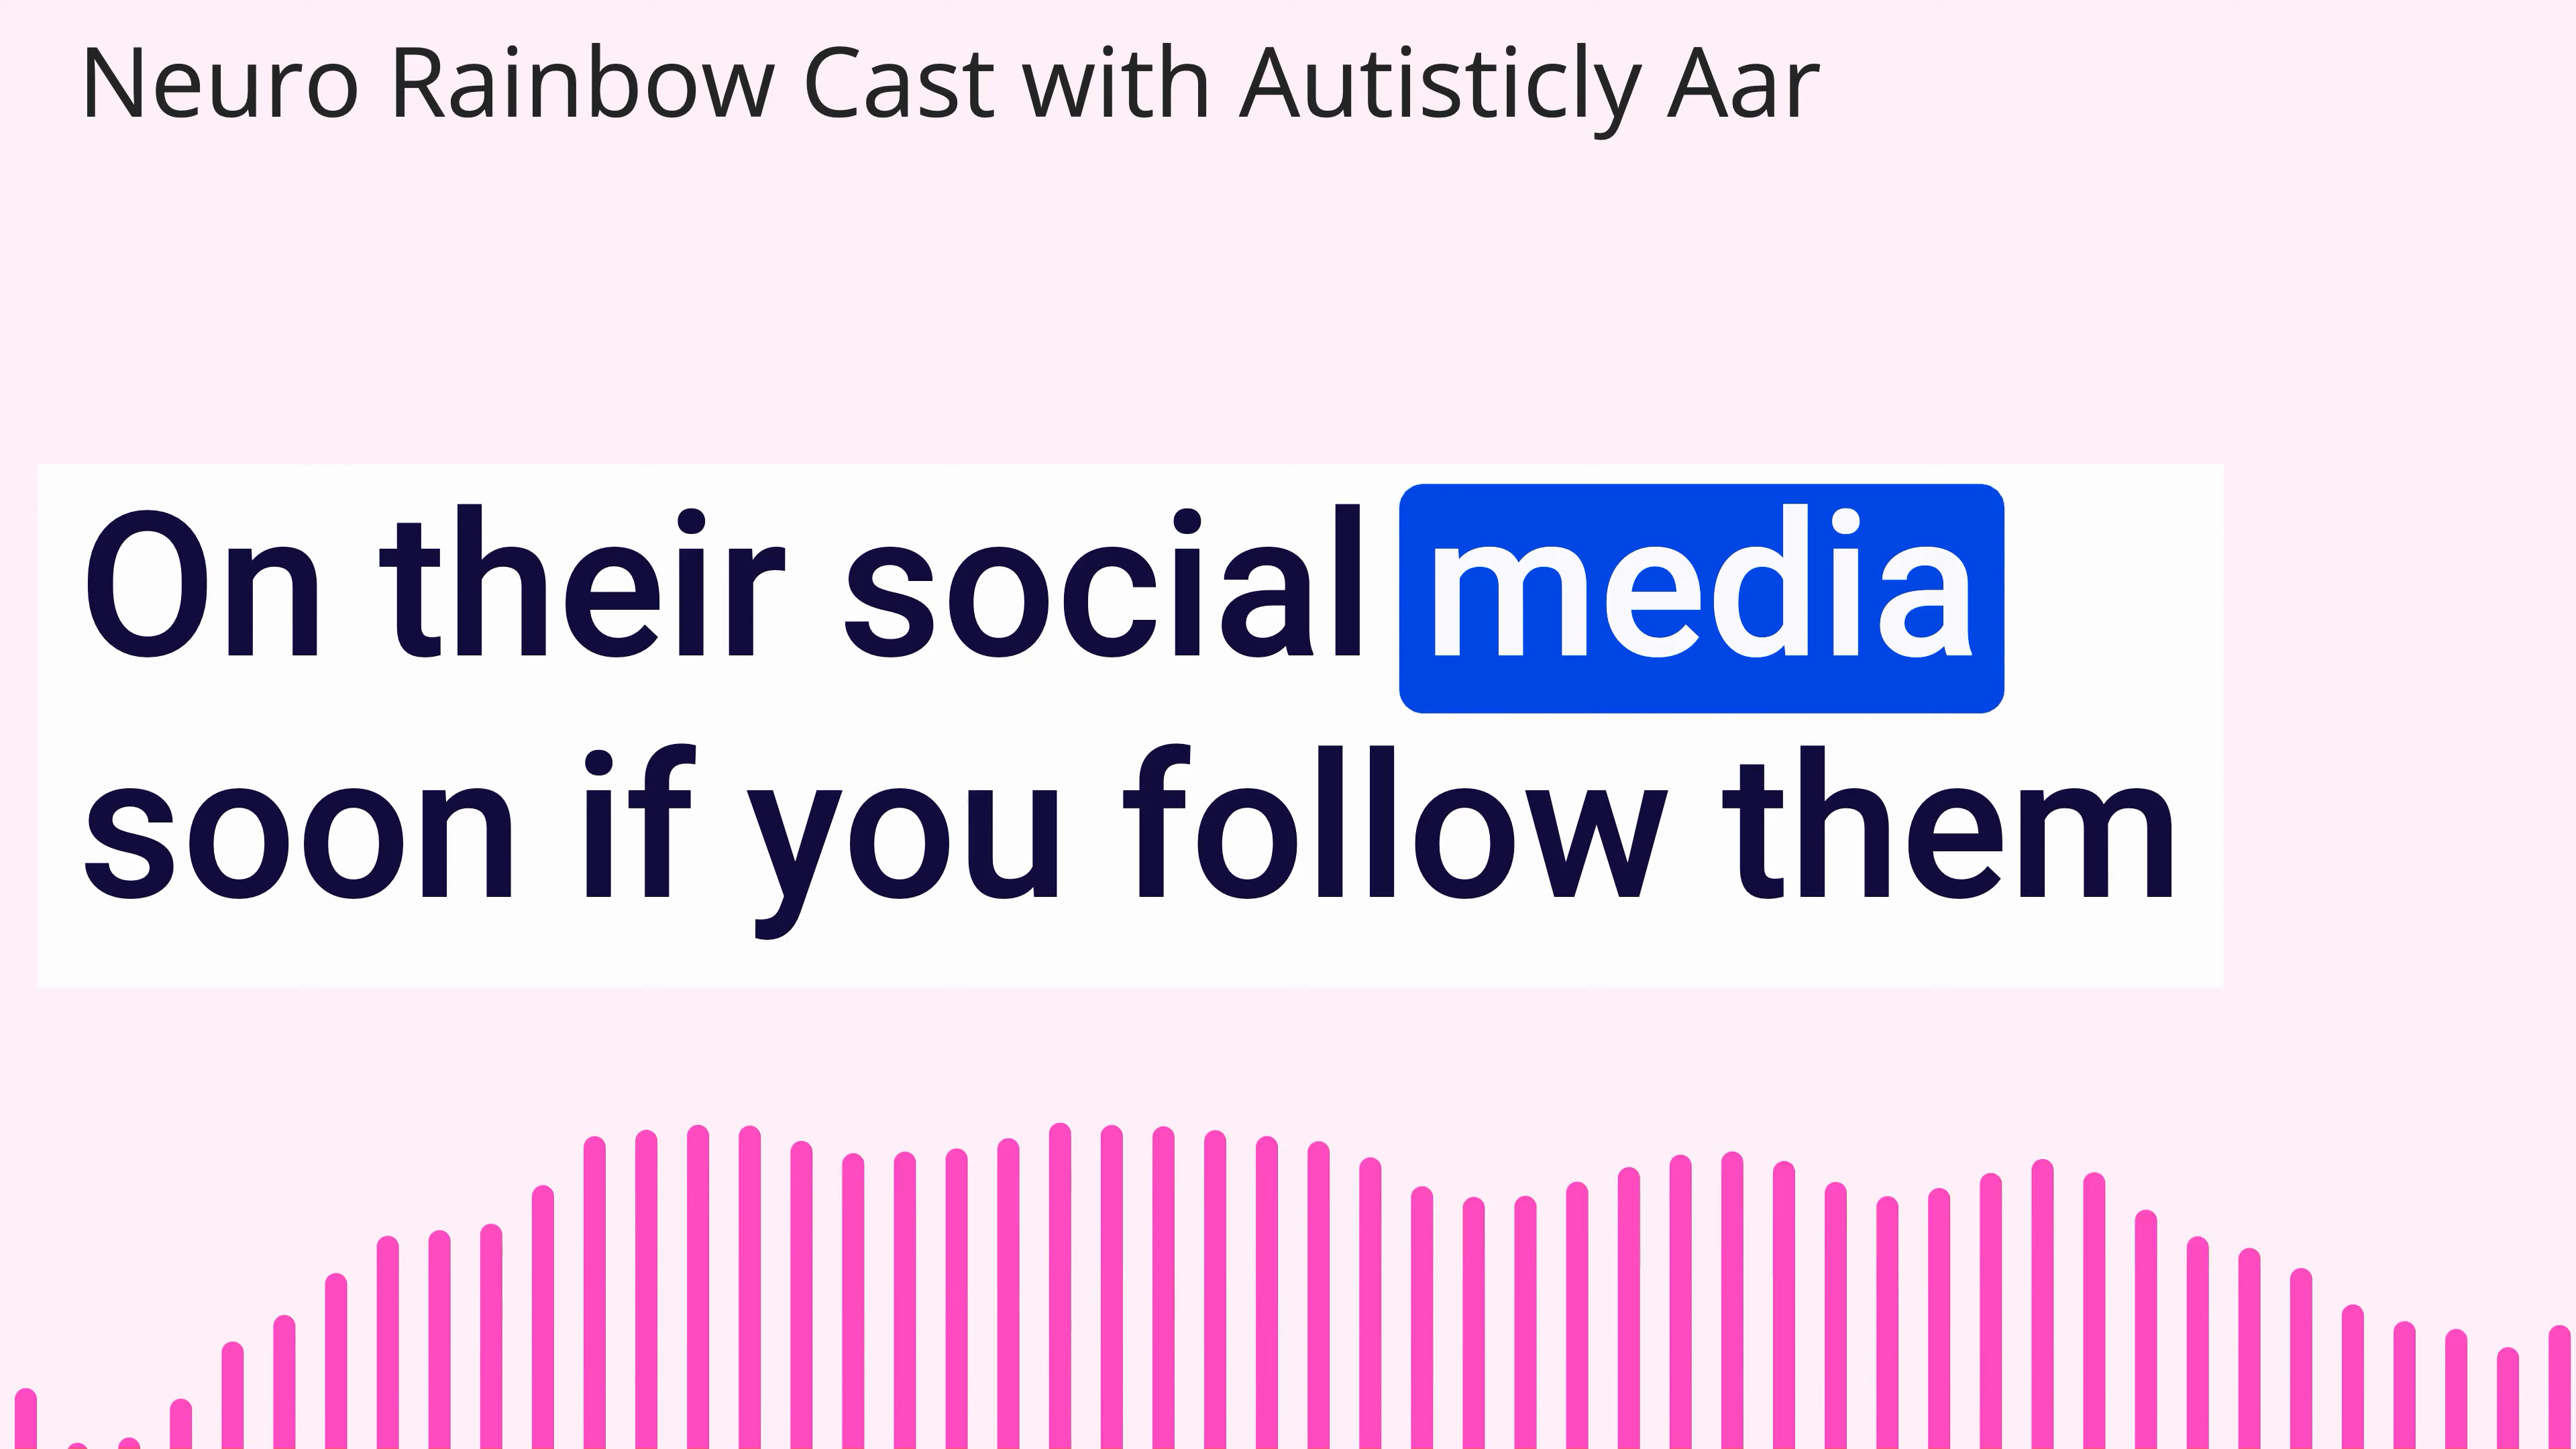 Neuro Rainbow Cast with Autisticly Aar
On their social media
soon if you follow them